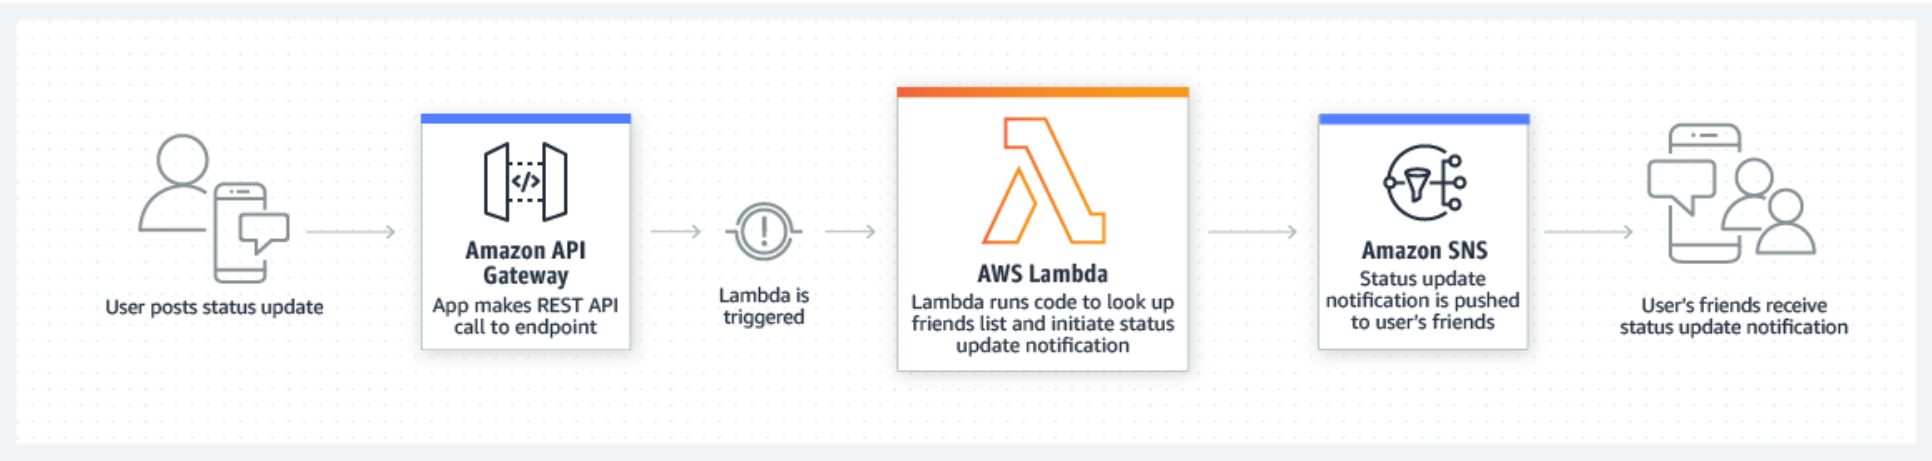 User posts status update
Amazon API
Gateway
App makes REST API
call to endpoint
Lambda is
triggered
AWS Lambda
Lambda runs code to look up
friends list and initiate status
update notification
Amazon SNS
Status update
notification is pushed
to user's friends
User's friends receive
status update notification